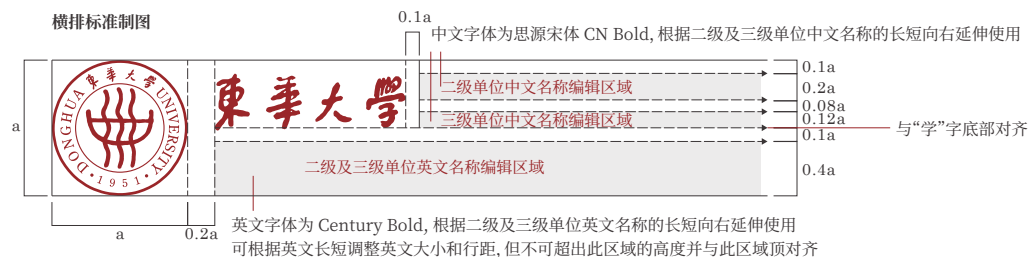 横排标准制图
0.1a
中文字体为思源宋体 CN Bold, 根据二级及三级单位中文名称的长短向右延伸使用
東華大學
DONGHUA UNIVERSITY
·1951·
東華大學
二级单位中文名称编辑区域
三级单位中文名称编辑区域
二级及三级单位英文名称编辑区域
0.1a
0.2a
0.08a
0.12a
0.1a
0.4a
与“学”字底部对齐
a
a
0.2a
英文字体为 Century Bold, 根据二级及三级单位英文名称的长短向右延伸使用
可根据英文长短调整英文大小和行距, 但不可超出此区域的高度并与此区域顶对齐